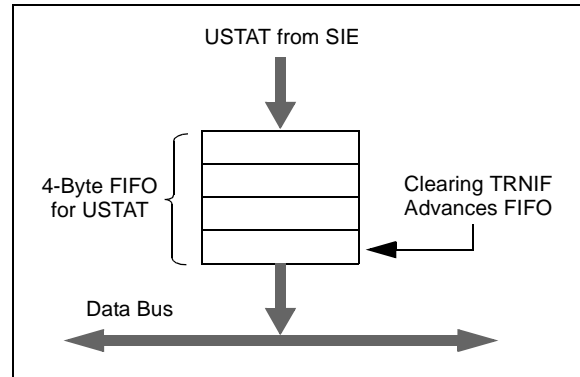 USTAT from SIE
4-Byte FIFO
for USTAT
Clearing TRNIF
Advances FIFO
Data Bus